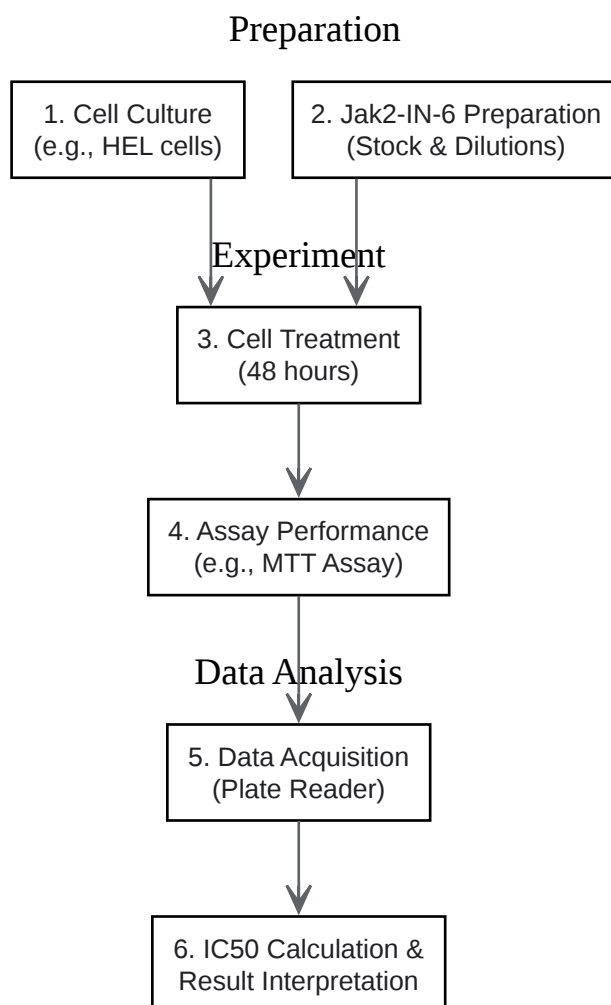 Preparation
1. Cell Culture
(e.g., HEL cells)
2. Jak2-IN-6 Preparation
(Stock & Dilutions)
Experiment
3. Cell Treatment
(48 hours)
4. Assay Performance
(e.g., MTT Assay)
Data Analysis
5. Data Acquisition
(Plate Reader)
6. IC50 Calculation &
Result Interpretation